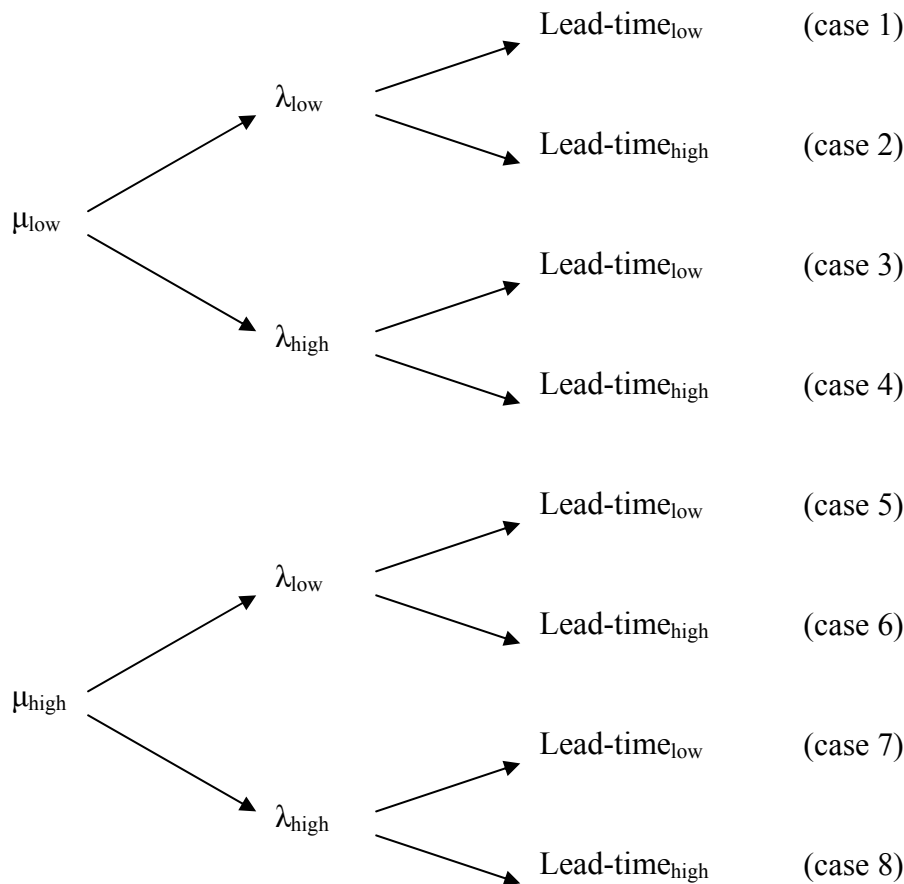 Lead-time_low (case 1)
λ_low
Lead-time_high (case 2)
μ_low
Lead-time_low (case 3)
λ_high
Lead-time_high (case 4)
Lead-time_low (case 5)
λ_low
Lead-time_high (case 6)
μ_high
Lead-time_low (case 7)
λ_high
Lead-time_high (case 8)